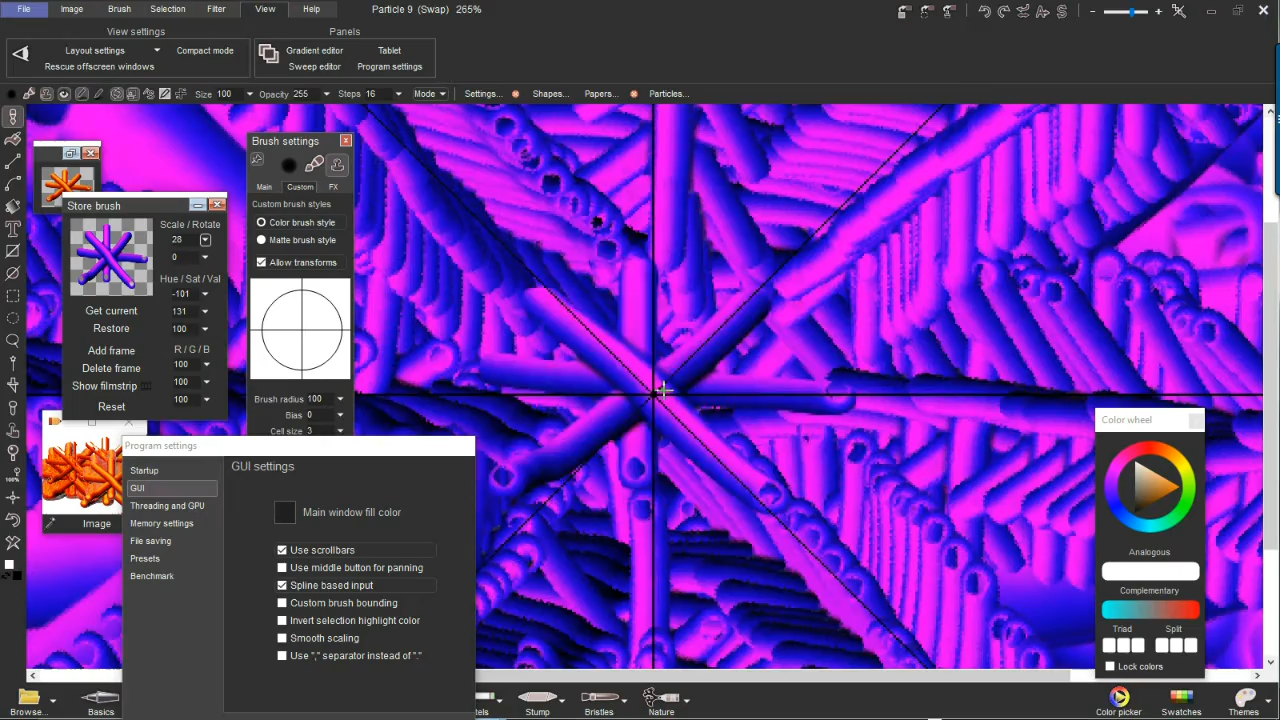 File Image Brush Selection Filter View Help Particle 9 (Swap) 265%
View settings Panels
Layout settings Compact mode Gradient editor Tablet
Rescue offscreen windows Sweep editor Program settings
Size 100 Opacity 255 Steps 16 Mode Settings... Shapes... Papers... Particles...
Brush settings
Main Custom FX
Custom brush styles
Color brush style
Matte brush style
Allow transforms
Brush radius 100
Bias 0
Cell size 3
Store brush
Scale / Rotate
28
0
Hue / Sat / Val
-101
Get current 131
Restore 100
Add frame R / G / B
Delete frame 100
Show filmstrip 100
Reset 100
Image
100%
Program settings
Startup
GUI
Threading and GPU
Memory settings
File saving
Presets
Benchmark
GUI settings
Main window fill color
Use scrollbars
Use middle button for panning
Spline based input
Custom brush bounding
Invert selection highlight color
Smooth scaling
Use "," separator instead of "."
Color wheel
Analogous
Complementary
Triad Split
Lock colors
Browse... Basics tels Stump Bristles Nature Color picker Swatches Themes